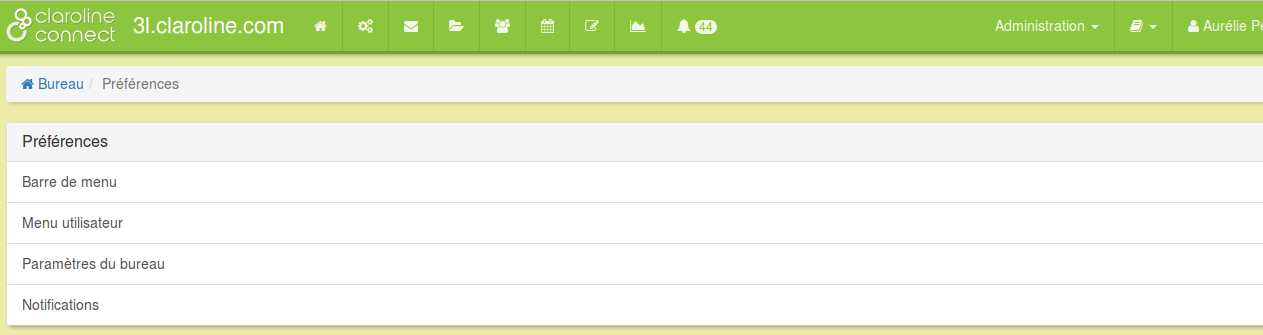 claroline
connect
3l.claroline.com
44
Administration
Aurélie
Bureau / Préférences
Préférences
Barre de menu
Menu utilisateur
Paramètres du bureau
Notifications